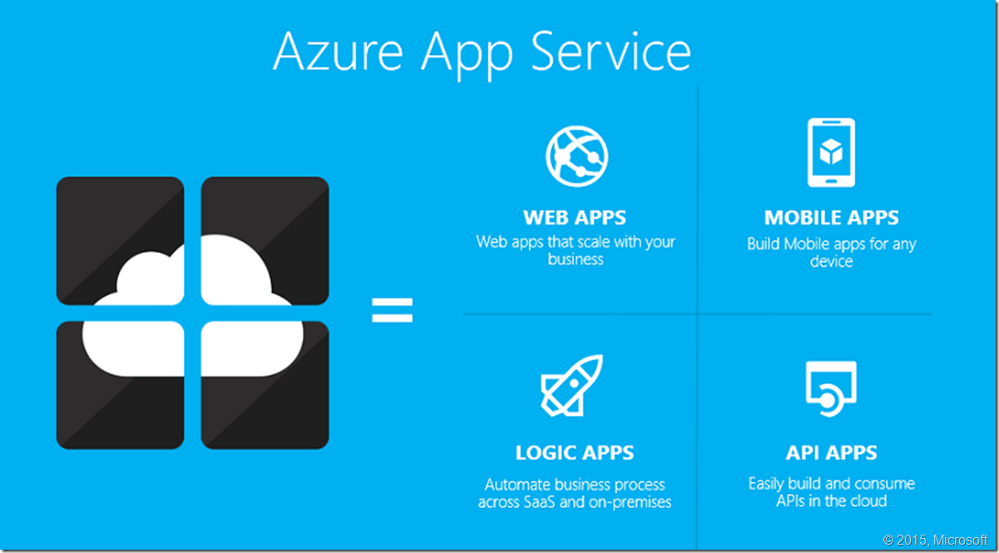 Azure App Service
WEB APPS
Web apps that scale with your
business
MOBILE APPS
Build Mobile apps for any
device
=
LOGIC APPS
Automate business process
across SaaS and on-premises
API APPS
Easily build and consume
APIs in the cloud
© 2015, Microsoft